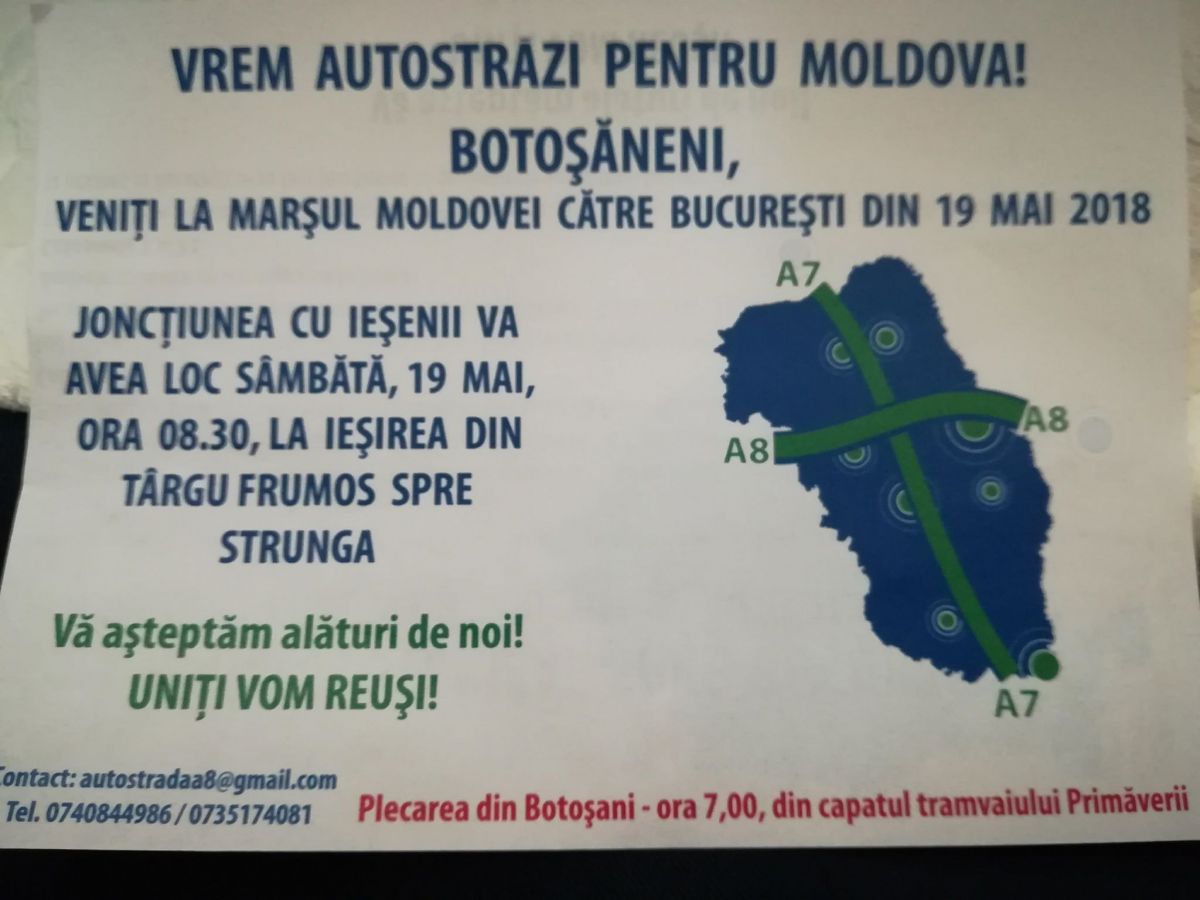 VREM AUTOSTRĂZI PENTRU MOLDOVA!
BOTOŞĂNENI,
VENIŢI LA MARŞUL MOLDOVEI CĂTRE BUCUREŞTI DIN 19 MAI 2018
JONCŢIUNEA CU IEŞENII VA
AVEA LOC SÂMBĂTĂ, 19 MAI,
ORA 08.30, LA IEŞIREA DIN
TÂRGU FRUMOS SPRE
STRUNGA
Vă aşteptăm alături de noi!
UNIŢI VOM REUŞI!
A7
A8
A8
A7
Contact: autostradaa8@gmail.com
Tel. 0740844986 / 0735174081
Plecarea din Botoşani - ora 7,00, din capatul tramvaiului Primăverii